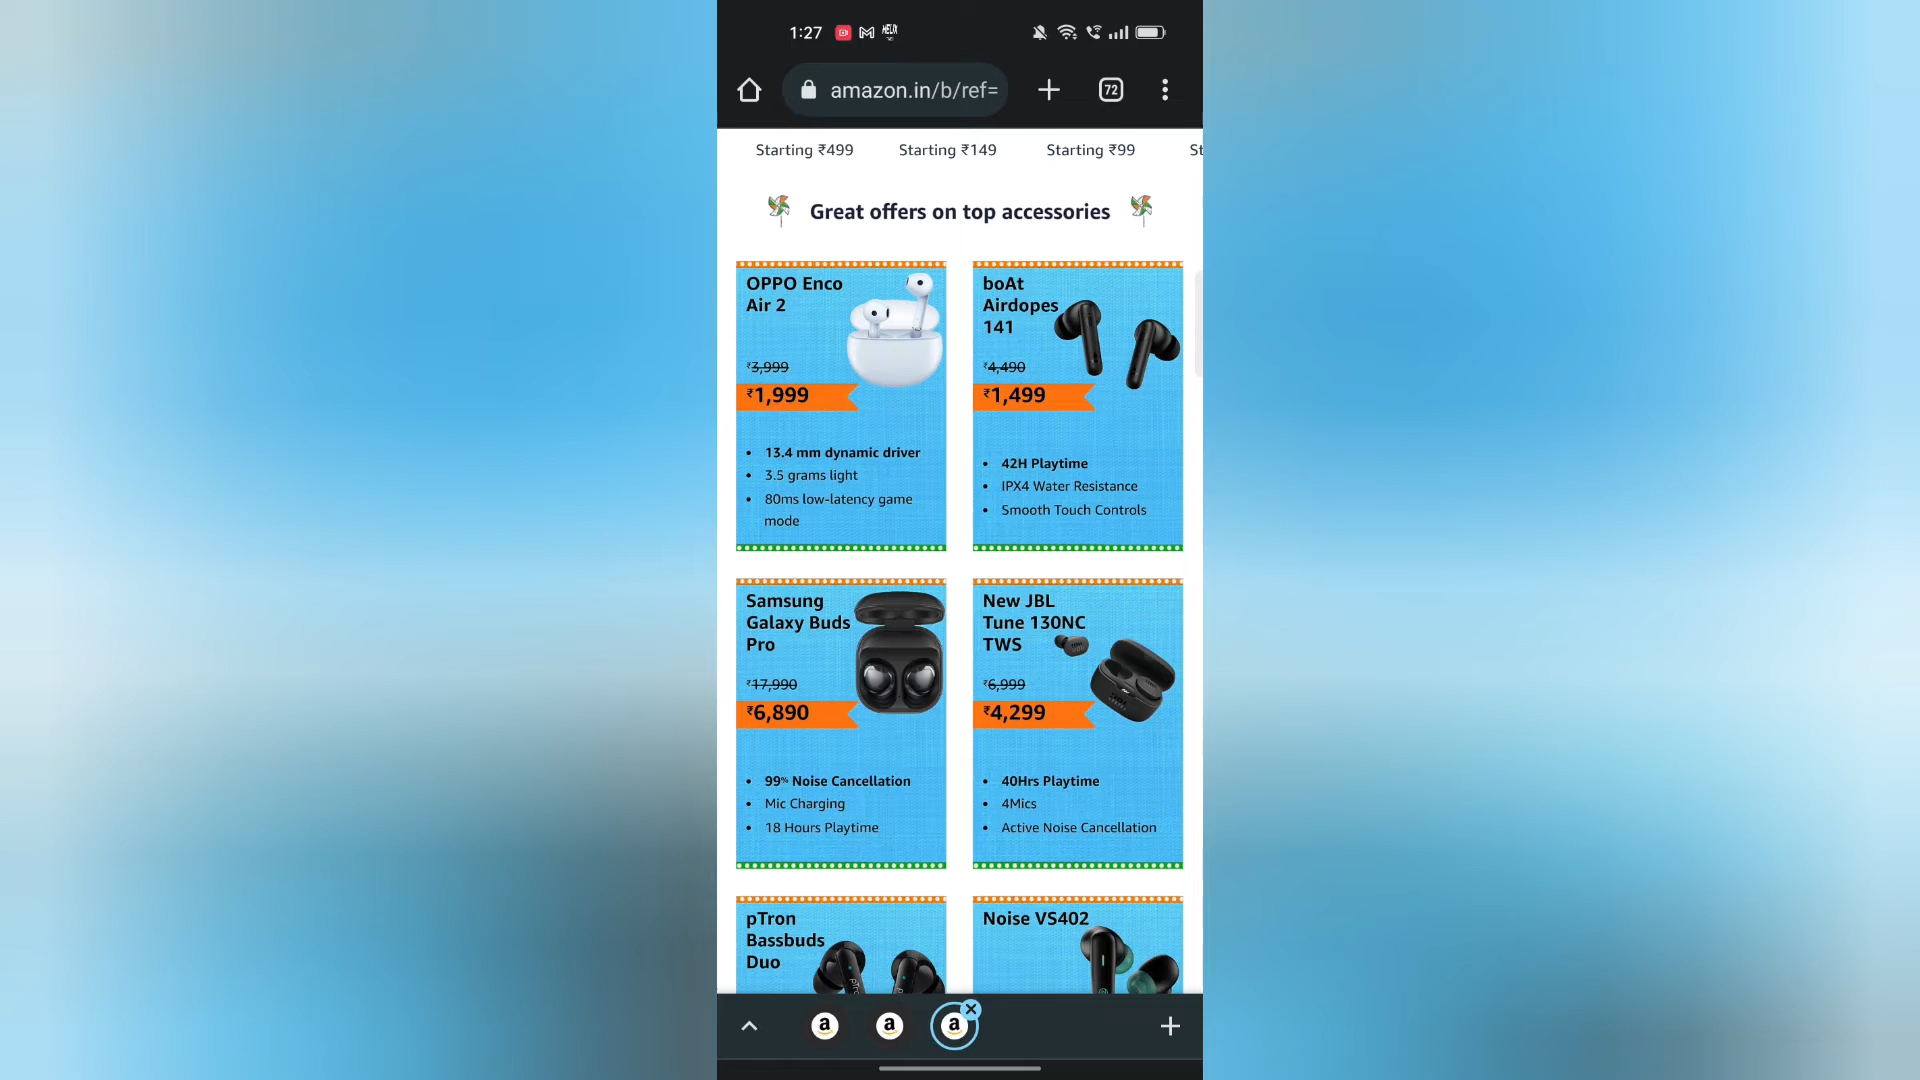 1:27
amazon.in/b/ref=
72
Starting ₹499 Starting ₹149 Starting ₹99 St
Great offers on top accessories
OPPO Enco
Air 2
₹3,999
₹1,999
• 13.4 mm dynamic driver
• 3.5 grams light
• 80ms low-latency game
mode
boAt
Airdopes
141
₹4,490
₹1,499
• 42H Playtime
• IPX4 Water Resistance
• Smooth Touch Controls
Samsung
Galaxy Buds
Pro
₹17,990
₹6,890
• 99% Noise Cancellation
• Mic Charging
• 18 Hours Playtime
New JBL
Tune 130NC
TWS
₹6,999
₹4,299
• 40Hrs Playtime
• 4Mics
• Active Noise Cancellation
pTron
Bassbuds
Duo
Noise VS402